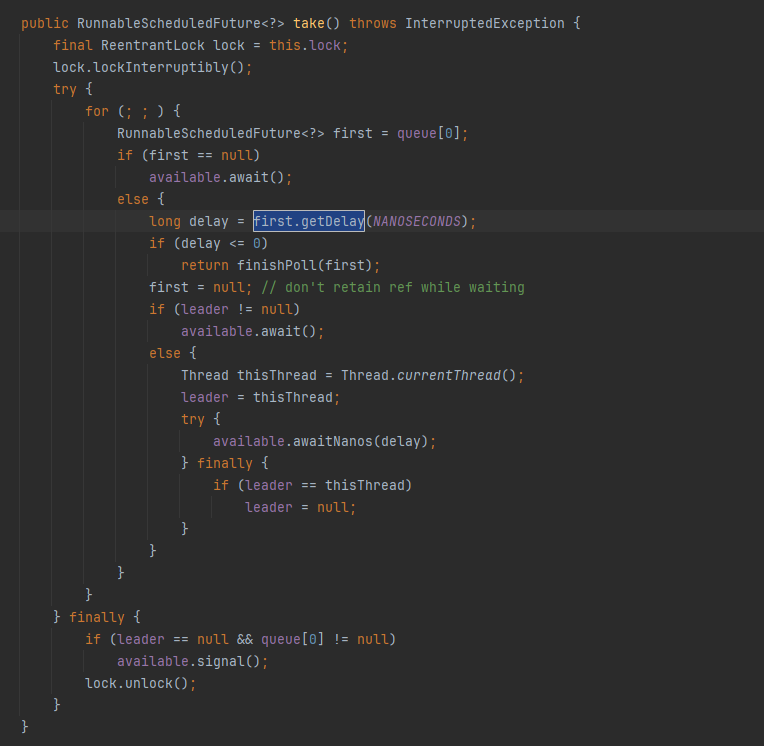 public RunnableScheduledFuture<?> take() throws InterruptedException {
final ReentrantLock lock = this.lock;
lock.lockInterruptibly();
try {
for (; ; ) {
RunnableScheduledFuture<?> first = queue[0];
if (first == null)
available.await();
else {
long delay = first.getDelay(NANOSECONDS);
if (delay <= 0)
return finishPoll(first);
first = null; // don't retain ref while waiting
if (leader != null)
available.await();
else {
Thread thisThread = Thread.currentThread();
leader = thisThread;
try {
available.awaitNanos(delay);
} finally {
if (leader == thisThread)
leader = null;
}
}
}
}
} finally {
if (leader == null && queue[0] != null)
available.signal();
lock.unlock();
}
}